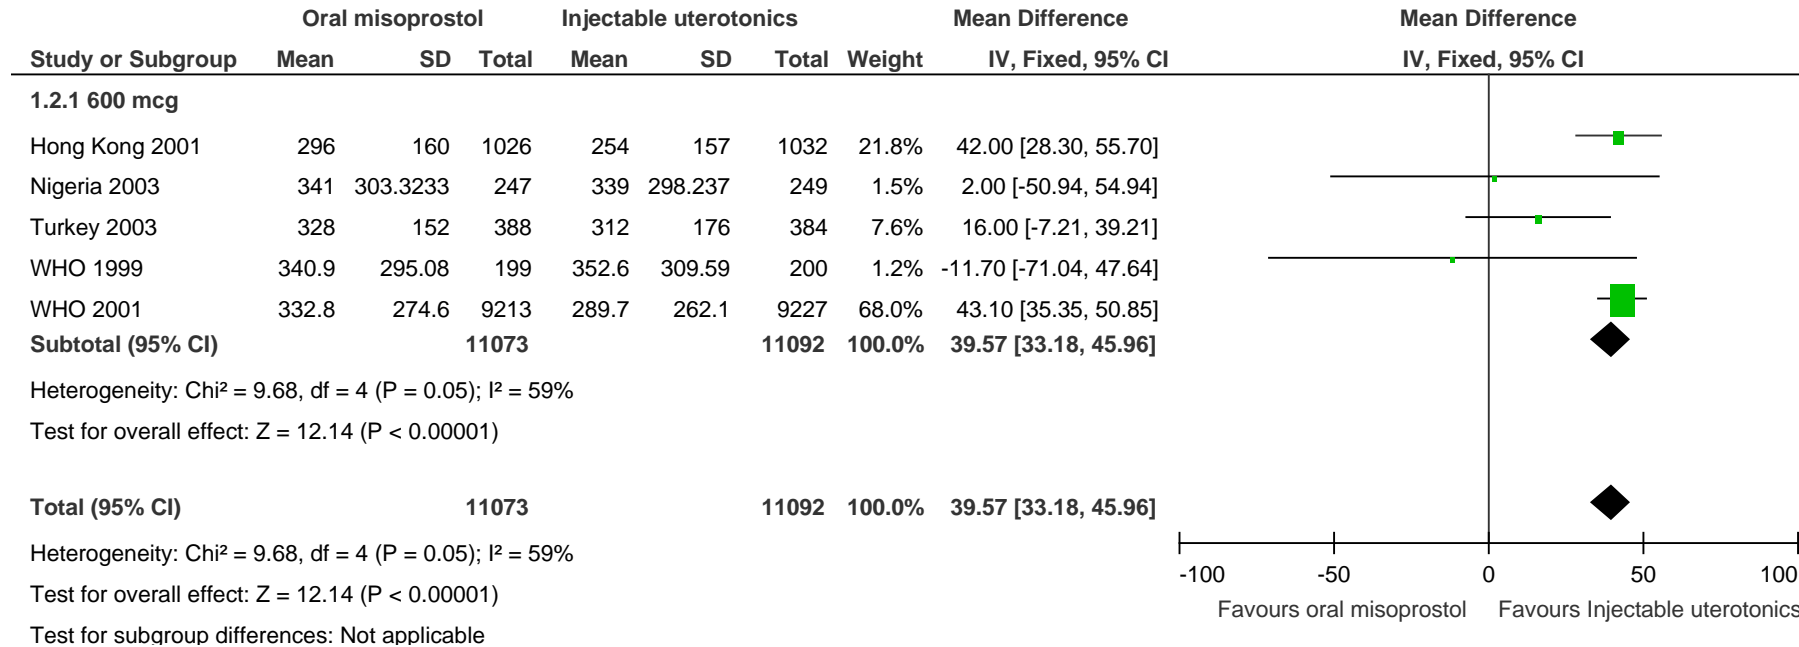 Oral misoprostol Injectable uterotonics Mean Difference Mean Difference
Study or Subgroup Mean SD Total Mean SD Total Weight IV, Fixed, 95% CI IV, Fixed, 95% CI
1.2.1 600 mcg
Hong Kong 2001 296 160 1026 254 157 1032 21.8% 42.00 [28.30, 55.70]
Nigeria 2003 341 303.3233 247 339 298.237 249 1.5% 2.00 [-50.94, 54.94]
Turkey 2003 328 152 388 312 176 384 7.6% 16.00 [-7.21, 39.21]
WHO 1999 340.9 295.08 199 352.6 309.59 200 1.2% -11.70 [-71.04, 47.64]
WHO 2001 332.8 274.6 9213 289.7 262.1 9227 68.0% 43.10 [35.35, 50.85]
Subtotal (95% CI) 11073 11092 100.0% 39.57 [33.18, 45.96]
Heterogeneity: Chi² = 9.68, df = 4 (P = 0.05); I² = 59%
Test for overall effect: Z = 12.14 (P < 0.00001)
Total (95% CI) 11073 11092 100.0% 39.57 [33.18, 45.96]
Heterogeneity: Chi² = 9.68, df = 4 (P = 0.05); I² = 59%
Test for overall effect: Z = 12.14 (P < 0.00001)
Test for subgroup differences: Not applicable
-100 -50 0 50 100
Favours oral misoprostol Favours Injectable uterotonics